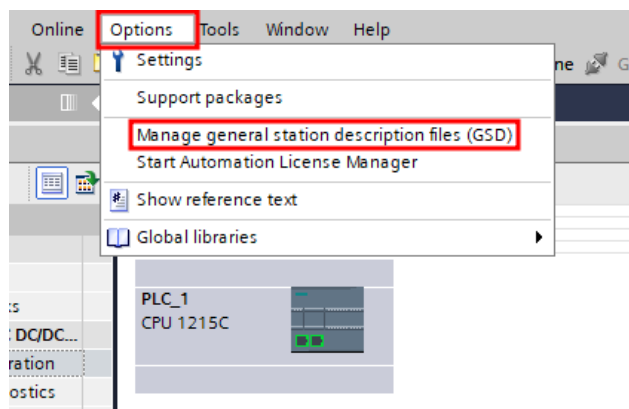 Online Options Tools Window Help
Settings
ne G
Support packages
Manage general station description files (GSD)
Start Automation License Manager
Show reference text
Global libraries
PLC_1
CPU 1215C
DC/DC...
ration
ostics